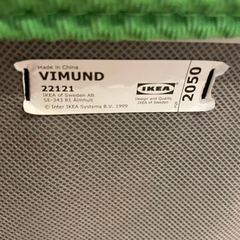 Made in China
VIMUND
22121
IKEA of Sweden AB
SE-343 81 Älmhult
© Inter IKEA Systems B.V. 1999
IKEA
Design and Quality
IKEA of Sweden
2050